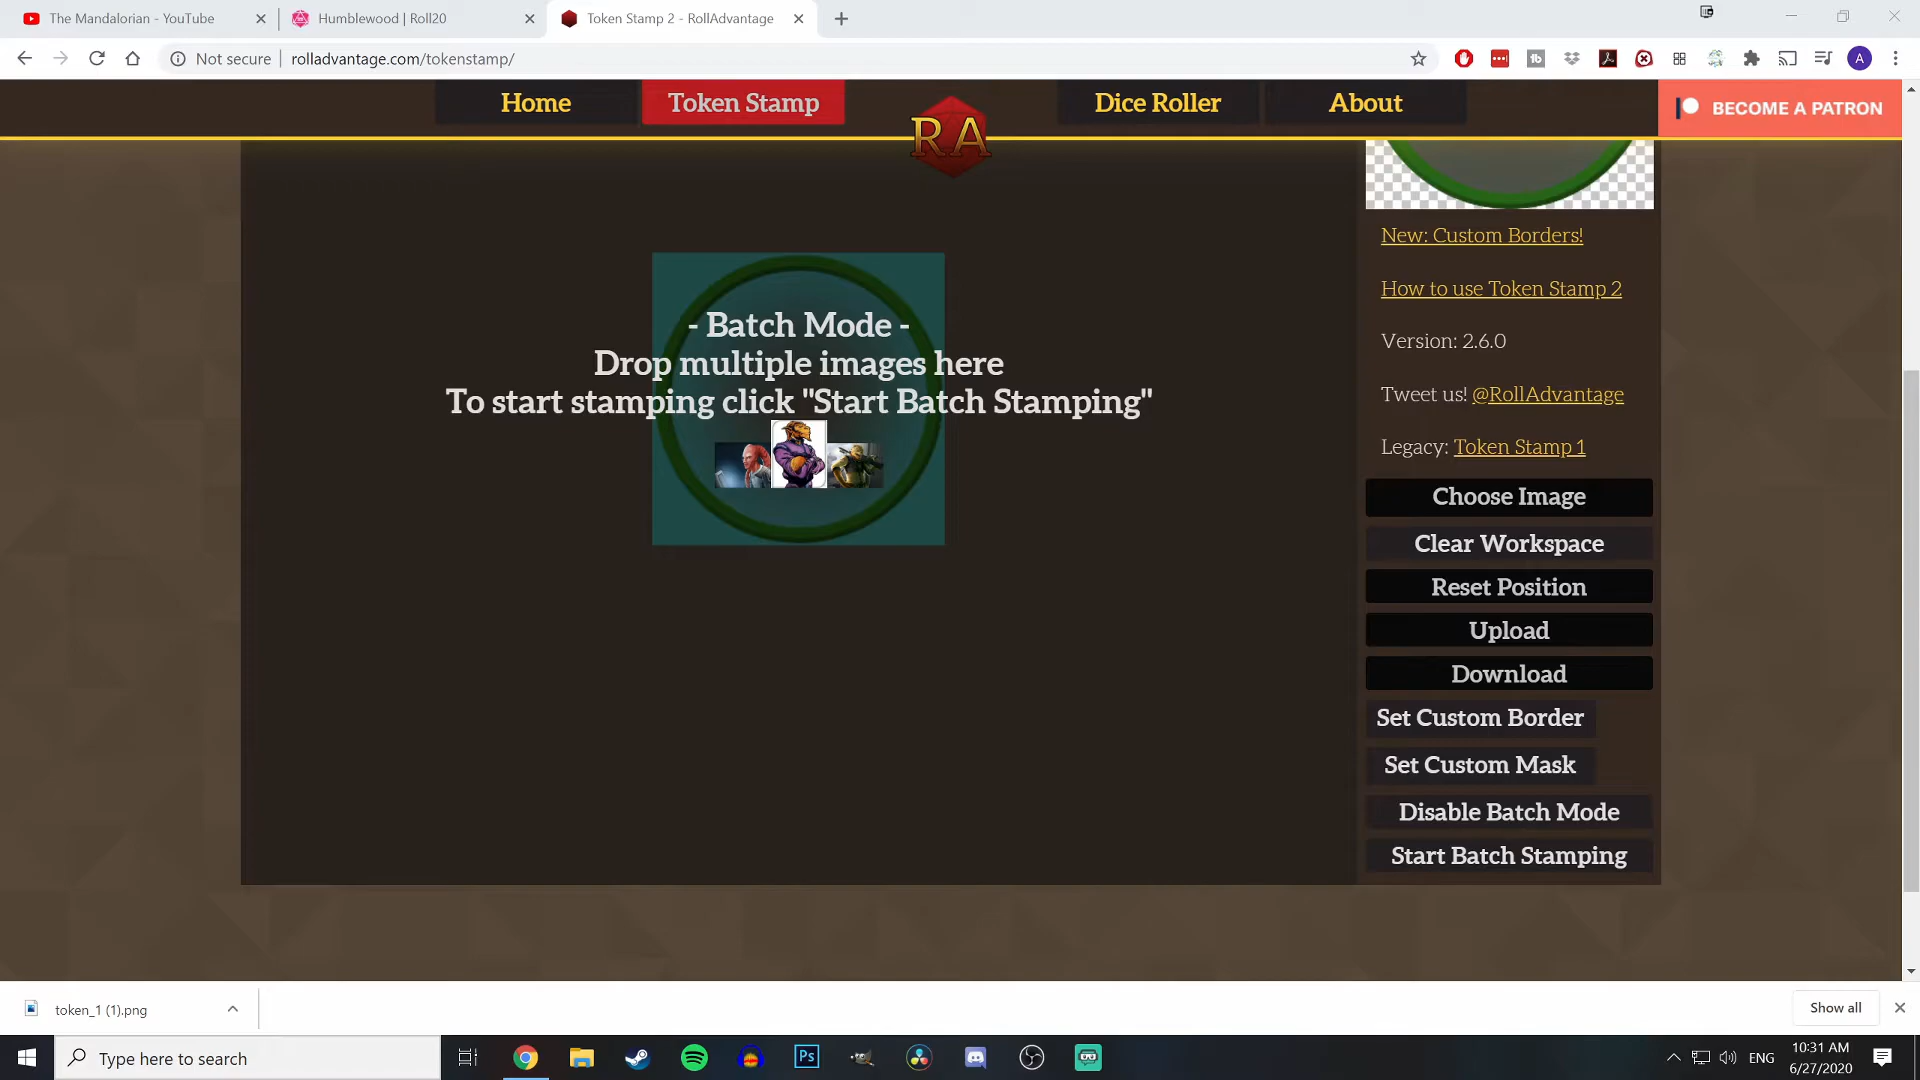 The Mandalorian - YouTube
Humblewood | Roll20
Token Stamp 2 - RollAdvantage
Not secure
rolladvantage.com/tokenstamp/
A
Home
Token Stamp
RA
Dice Roller
About
BECOME A PATRON
New: Custom Borders!
How to use Token Stamp 2
Version: 2.6.0
Tweet us! @RollAdvantage
Legacy: Token Stamp 1
- Batch Mode -
Drop multiple images here
To start stamping click "Start Batch Stamping"
Choose Image
Clear Workspace
Reset Position
Upload
Download
Set Custom Border
Set Custom Mask
Disable Batch Mode
Start Batch Stamping
token_1 (1).png
Show all
Type here to search
Ps
ENG
10:31 AM
6/27/2020